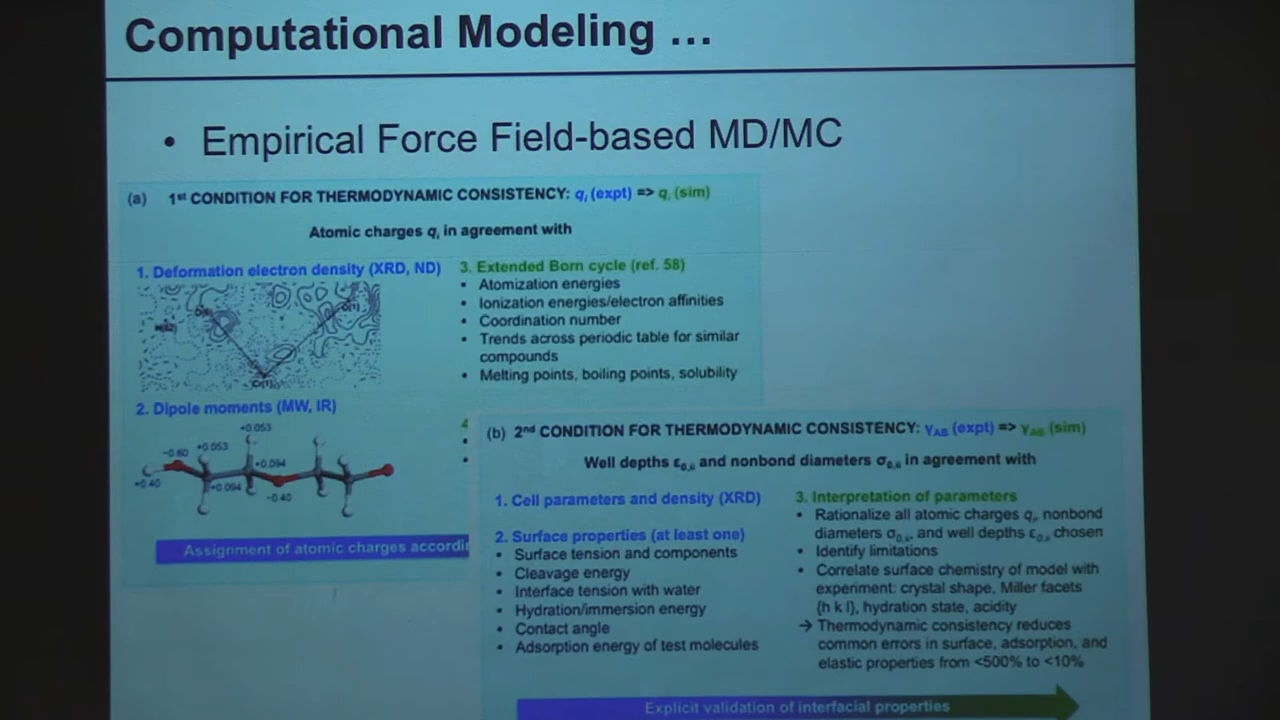 Computational Modeling ...
• Empirical Force Field-based MD/MC
(a) 1st CONDITION FOR THERMODYNAMIC CONSISTENCY: qi (expt) => qi (sim)
Atomic charges qi in agreement with
1. Deformation electron density (XRD, ND)
2. Dipole moments (MW, IR)
+0.053
-0.60
+0.053
+0.094
+0.40
+0.094
-0.40
3. Extended Born cycle (ref. 58)
• Atomization energies
• Ionization energies/electron affinities
• Coordination number
• Trends across periodic table for similar
compounds
• Melting points, boiling points, solubility
4
Assignment of atomic charges accordin
(b) 2nd CONDITION FOR THERMODYNAMIC CONSISTENCY: γAB (expt) => γAB (sim)
Well depths ε0,ii and nonbond diameters σ0,ii in agreement with
1. Cell parameters and density (XRD)
2. Surface properties (at least one)
• Surface tension and components
• Cleavage energy
• Interface tension with water
• Hydration/immersion energy
• Contact angle
• Adsorption energy of test molecules
3. Interpretation of parameters
• Rationalize all atomic charges qi, nonbond
diameters σ0,ii, and well depths ε0,ii chosen
• Identify limitations
• Correlate surface chemistry of model with
experiment: crystal shape, Miller facets
{h k l}, hydration state, acidity
→ Thermodynamic consistency reduces
common errors in surface, adsorption, and
elastic properties from <500% to <10%
Explicit validation of interfacial properties